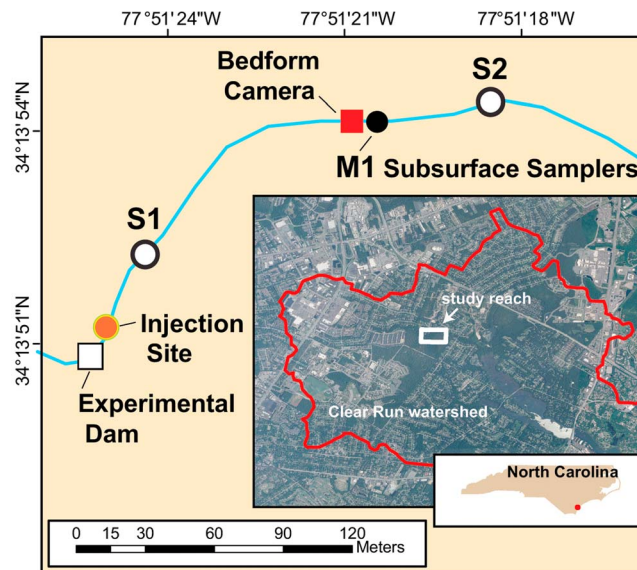 77°51'24"W
77°51'21"W
77°51'18"W
34°13'54"N
34°13'51"N
Bedform
Camera
S2
M1 Subsurface Samplers
S1
Injection
Site
Experimental
Dam
study reach
Clear Run watershed
North Carolina
0 15 30 60 90 120
Meters